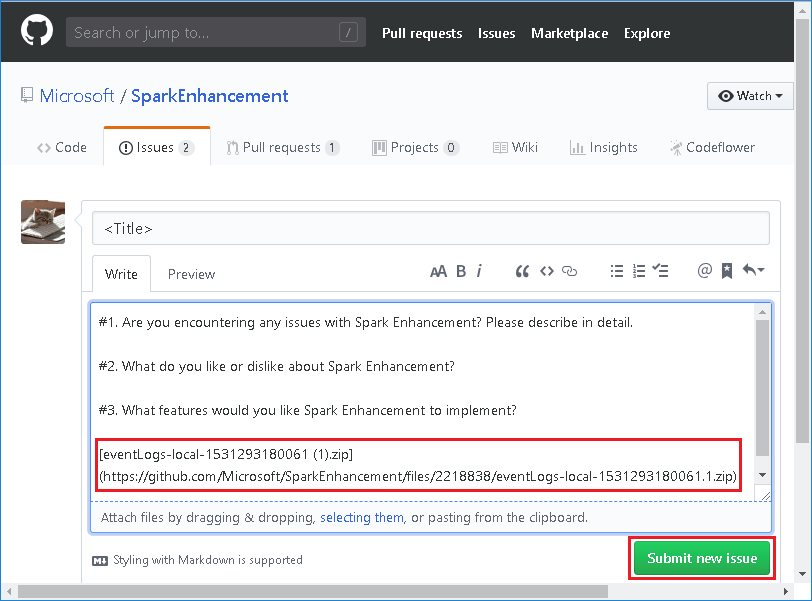 Search or jump to... /
Pull requests Issues Marketplace Explore
Microsoft / SparkEnhancement
Watch
Code Issues 2 Pull requests 1 Projects 0 Wiki Insights Codeflower
<Title>
Write Preview AA B i “ <> @
#1. Are you encountering any issues with Spark Enhancement? Please describe in detail.
#2. What do you like or dislike about Spark Enhancement?
#3. What features would you like Spark Enhancement to implement?
[eventLogs-local-1531293180061 (1).zip]
(https://github.com/Microsoft/SparkEnhancement/files/2218838/eventLogs-local-1531293180061.1.zip)
Attach files by dragging & dropping, selecting them, or pasting from the clipboard.
Styling with Markdown is supported
Submit new issue